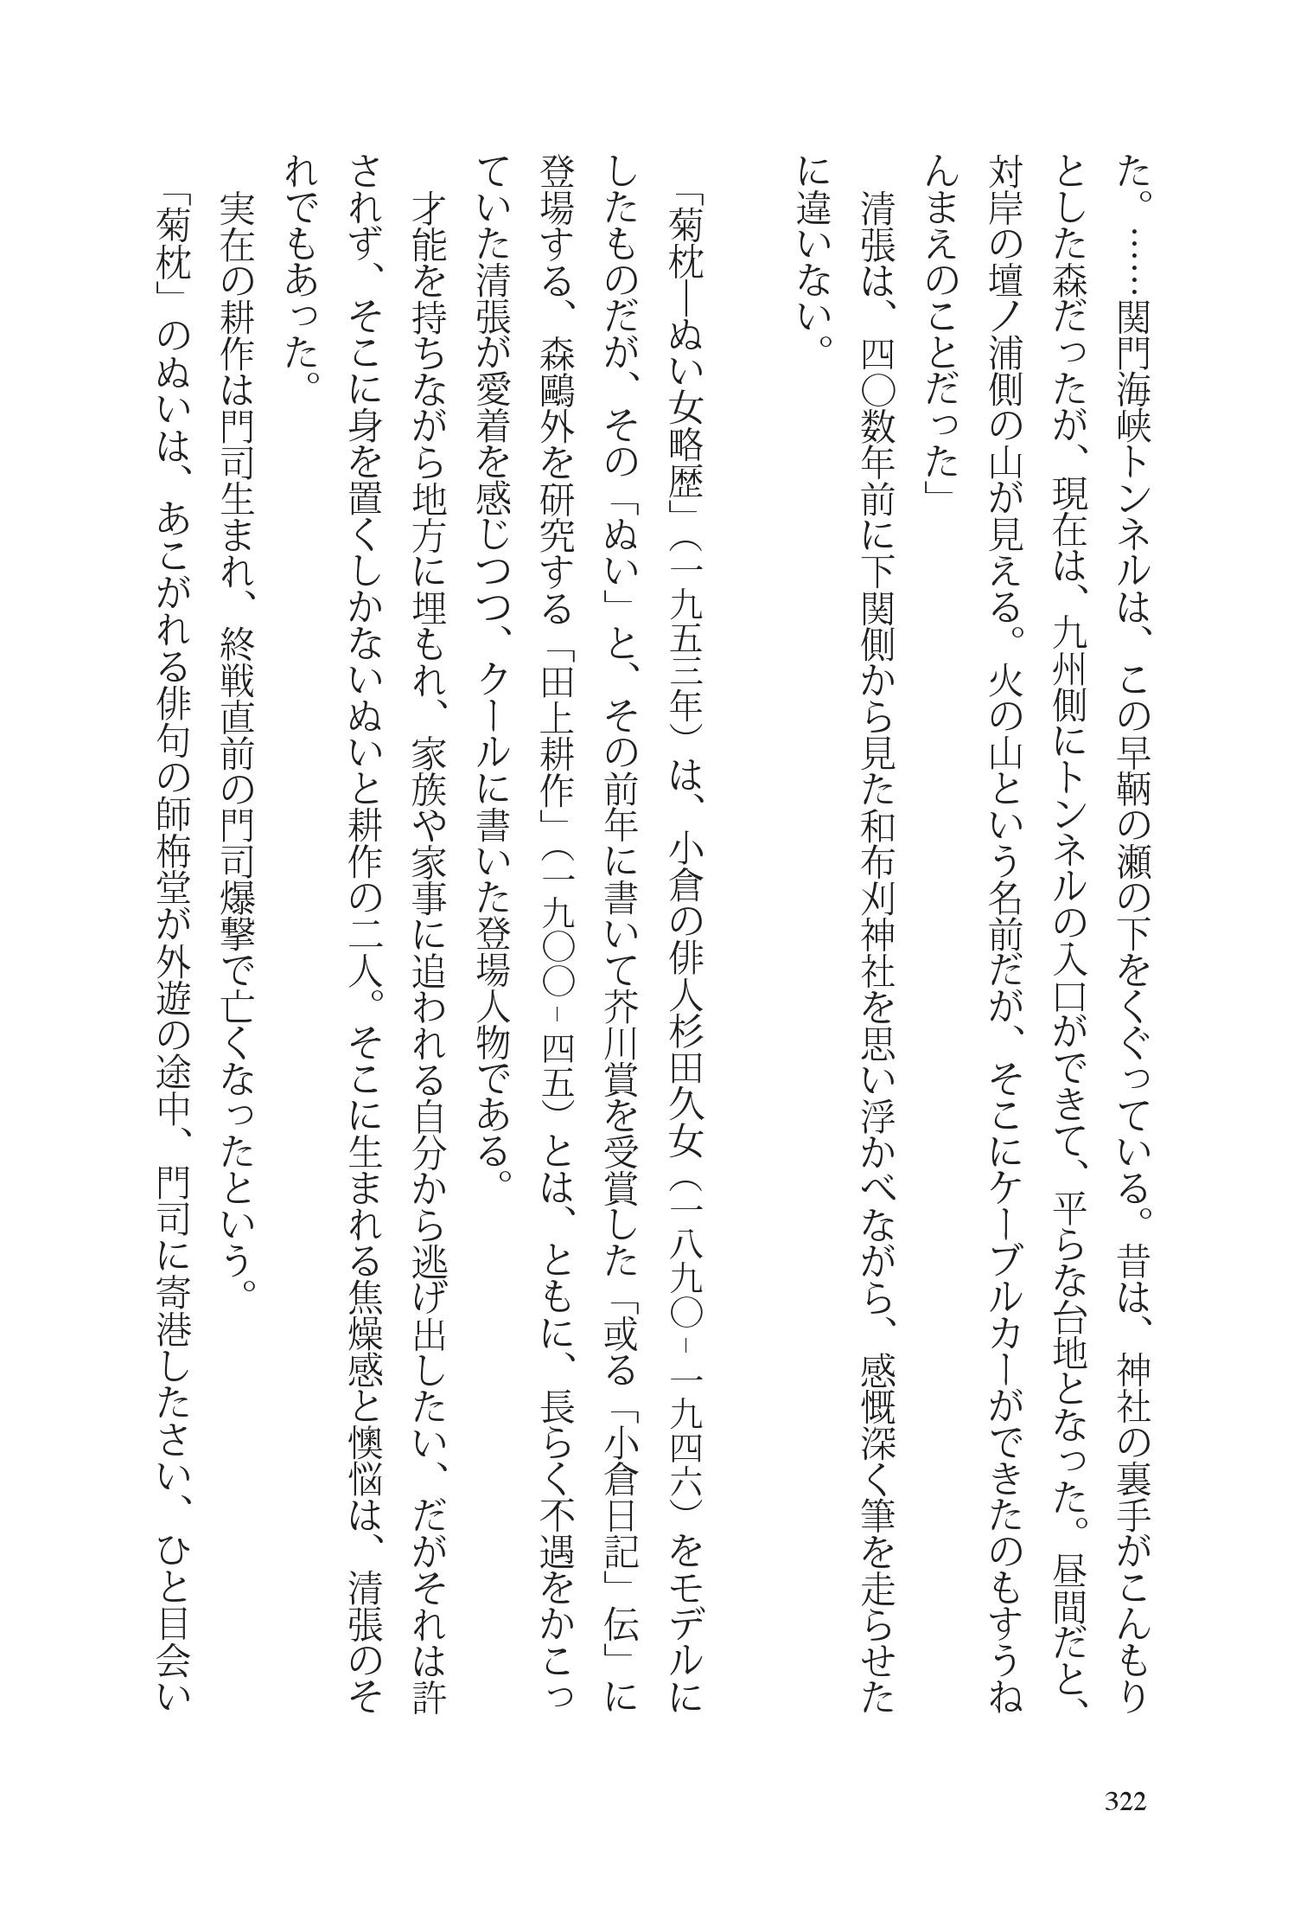 た。……関門海峡トンネルは、この早鞆の瀬の下をくぐっている。昔は、神社の裏手がこんもり
とした森だったが、現在は、九州側にトンネルの入口ができて、平らな台地となった。昼間だと、
対岸の壇ノ浦側の山が見える。火の山という名前だが、そこにケーブルカーができたのもすうね
んまえのことだった」
　清張は、四〇数年前に下関側から見た和布刈神社を思い浮かべながら、感慨深く筆を走らせた
に違いない。
　「菊枕―ぬい女略歴」（一九五三年）は、小倉の俳人杉田久女（一八九〇－一九四六）をモデルに
したものだが、その「ぬい」と、その前年に書いて芥川賞を受賞した「或る「小倉日記」伝」に
登場する、森鷗外を研究する「田上耕作」（一九〇〇－四五）とは、ともに、長らく不遇をかこっ
ていた清張が愛着を感じつつ、クールに書いた登場人物である。
　才能を持ちながら地方に埋もれ、家族や家事に追われる自分から逃げ出したい、だがそれは許
されず、そこに身を置くしかないぬいと耕作の二人。そこに生まれる焦燥感と懊悩は、清張のそ
れでもあった。
　実在の耕作は門司生まれ、終戦直前の門司爆撃で亡くなったという。
　「菊枕」のぬいは、あこがれる俳句の師栴堂が外遊の途中、門司に寄港したさい、ひと目会い
322